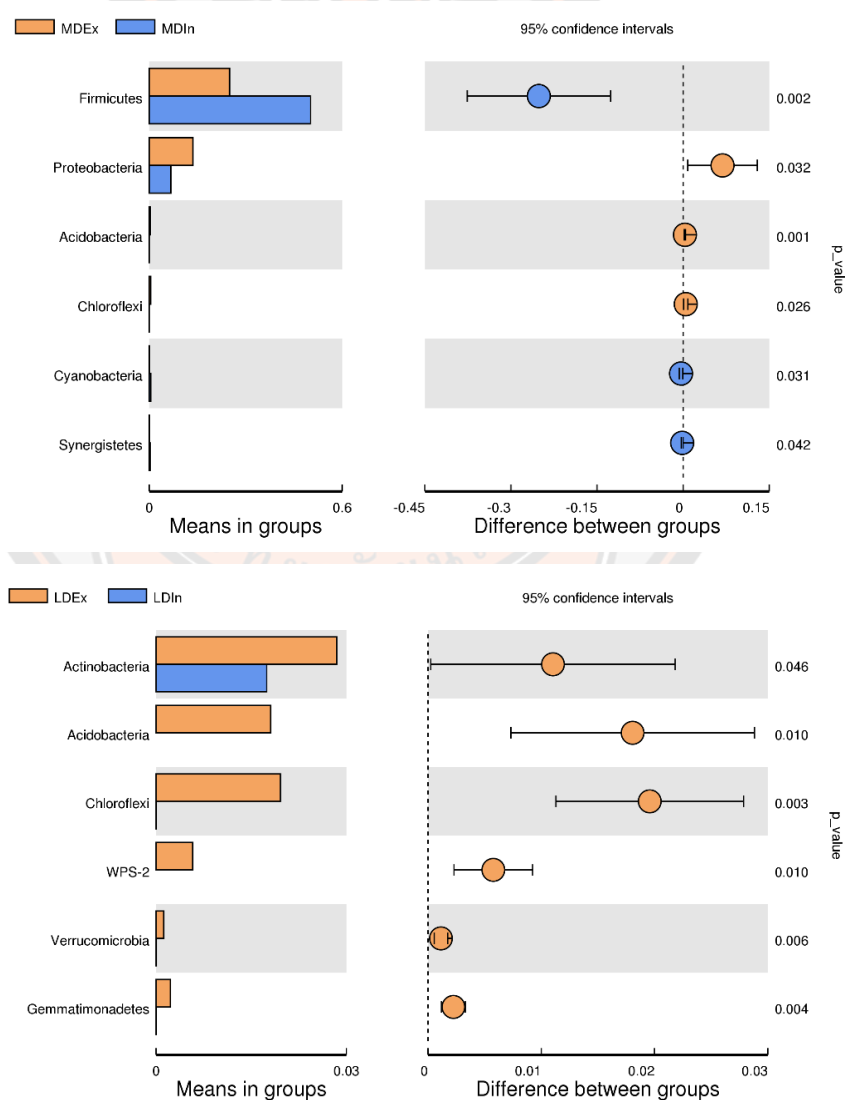 MDEx MDIn 95% confidence intervals
Firmicutes 0.002
Proteobacteria 0.032
Acidobacteria 0.001
Chloroflexi 0.026
Cyanobacteria 0.031
Synergistetes 0.042
p_value
0 0.6 -0.45 -0.3 -0.15 0 0.15
Means in groups Difference between groups
LDEx LDIn 95% confidence intervals
Actinobacteria 0.046
Acidobacteria 0.010
Chloroflexi 0.003
WPS-2 0.010
Verrucomicrobia 0.006
Gemmatimonadetes 0.004
p_value
0 0.03 0 0.01 0.02 0.03
Means in groups Difference between groups